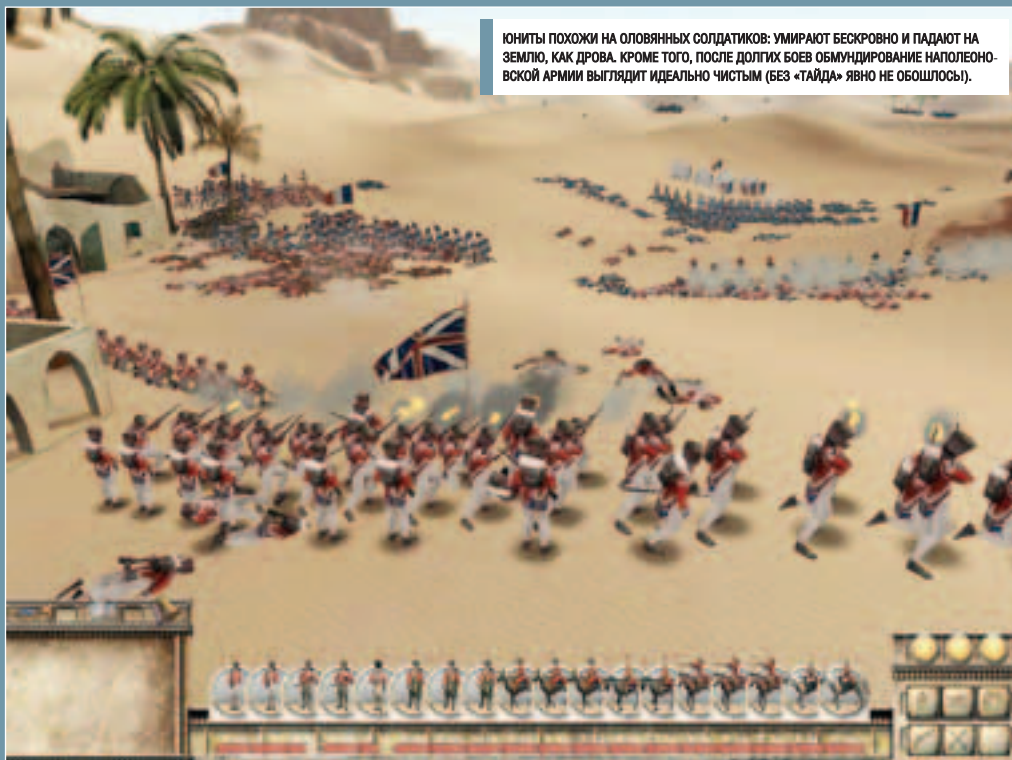 ЮНИТЫ ПОХОЖИ НА ОЛОВЯННЫХ СОЛДАТИКОВ: УМИРАЮТ БЕСКРОВНО И ПАДАЮТ НА
ЗЕМЛЮ, КАК ДРОВА. КРОМЕ ТОГО, ПОСЛЕ ДОЛГИХ БОЕВ ОБМУНДИРОВАНИЕ НАПОЛЕОНО-
ВСКОЙ АРМИИ ВЫГЛЯДИТ ИДЕАЛЬНО ЧИСТЫМ (БЕЗ «ТАЙДА» ЯВНО НЕ ОБОШЛОСЬ!).